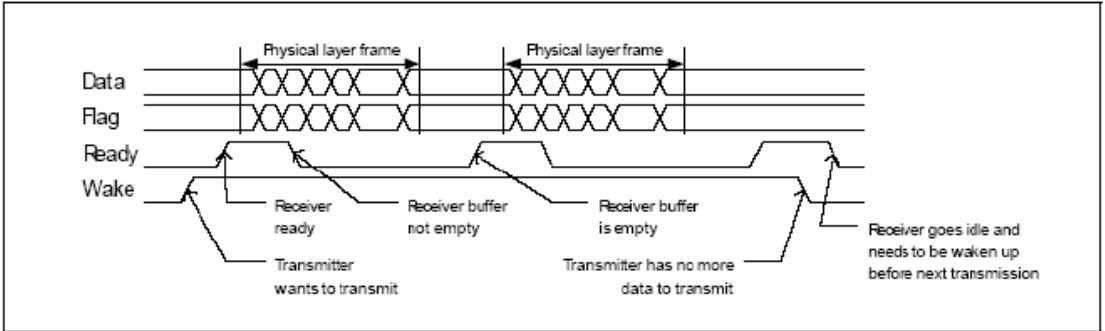 Physical layer frame
Physical layer frame
Data
Flag
Ready
Wake
Receiver
ready
Receiver buffer
not empty
Receiver buffer
is empty
Receiver goes idle and
needs to be waken up
before next transmission
Transmitter
wants to transmit
Transmitter has no more
data to transmit